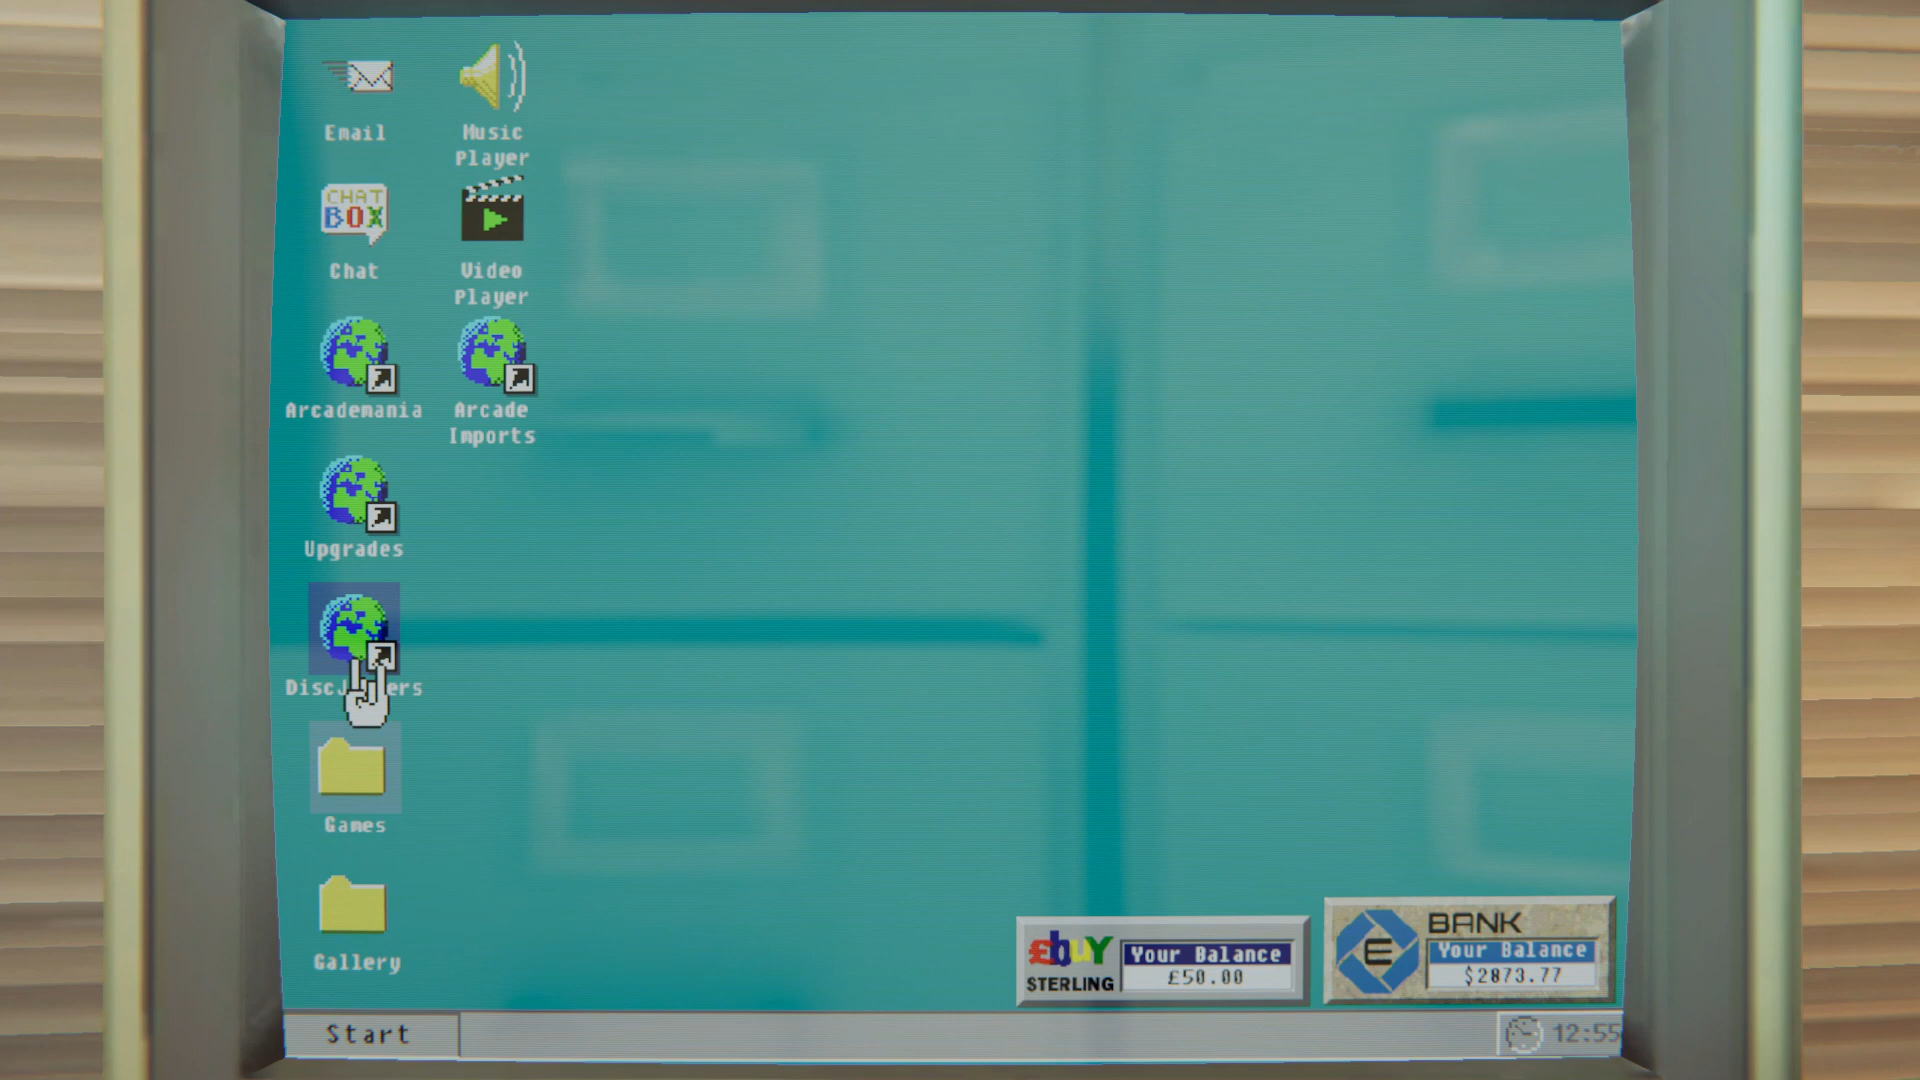 Email
Music
Player
CHAT
BOX
Chat
Video
Player
Arcademania
Arcade
Imports
Upgrades
Games
Gallery
£buy
STERLING
Your Balance
£50.00
E
BANK
Your Balance
$2873.77
Start
12:55